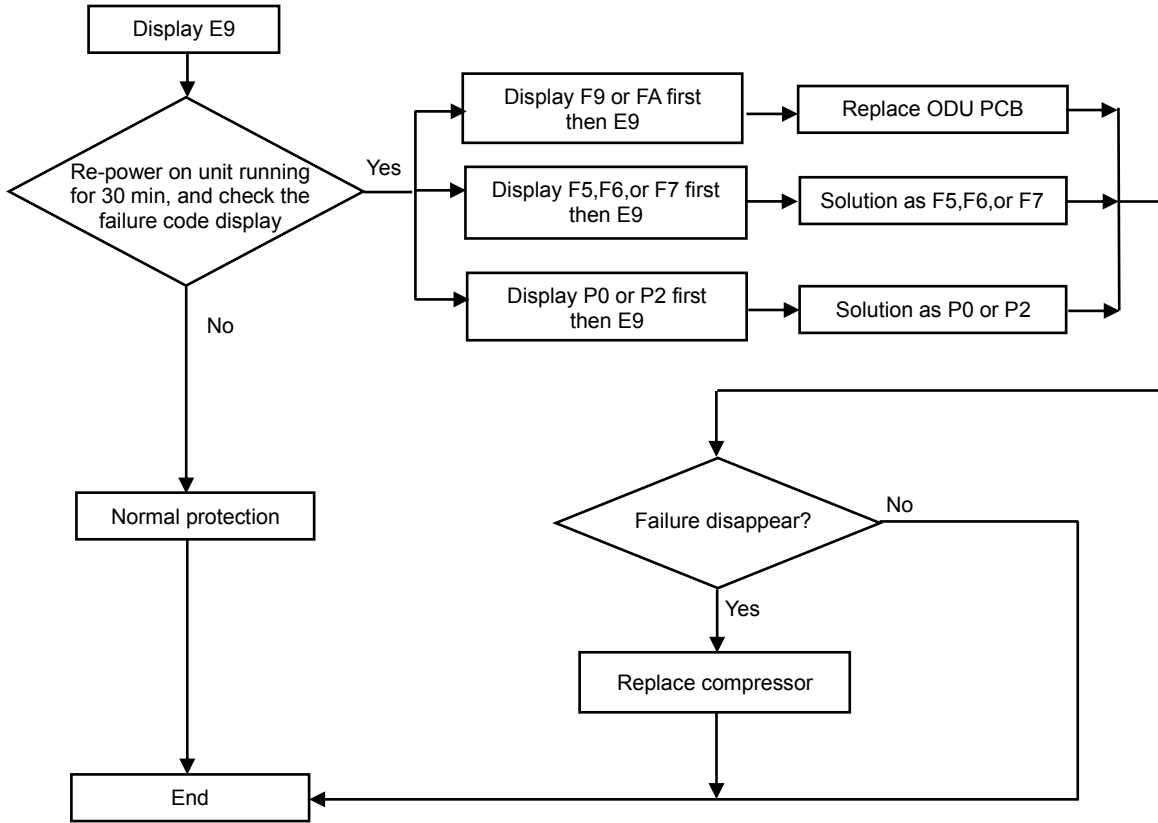 Display E9
Re-power on unit running
for 30 min, and check the
failure code display
Yes
No
Display F9 or FA first
then E9
Replace ODU PCB
Display F5,F6,or F7 first
then E9
Solution as F5,F6,or F7
Display P0 or P2 first
then E9
Solution as P0 or P2
Normal protection
Failure disappear?
No
Yes
Replace compressor
End